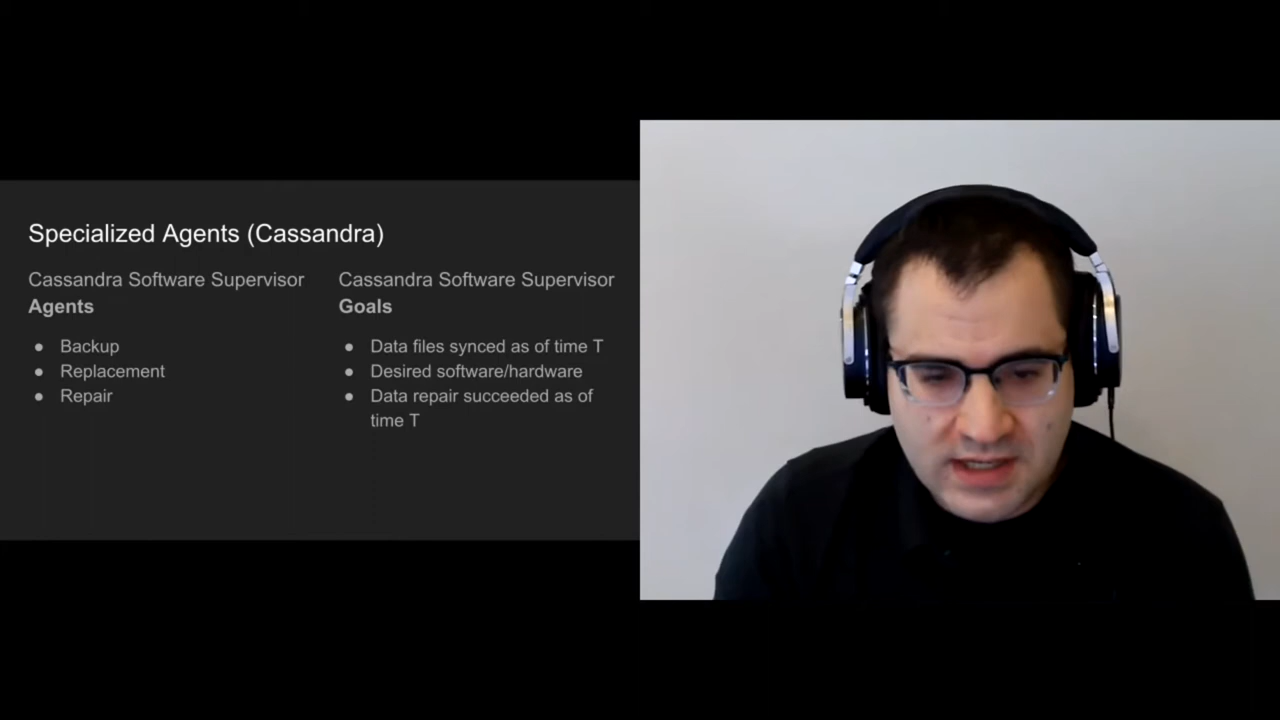 Specialized Agents (Cassandra)
Cassandra Software Supervisor
Agents
● Backup
● Replacement
● Repair
Cassandra Software Supervisor
Goals
● Data files synced as of time T
● Desired software/hardware
● Data repair succeeded as of
time T